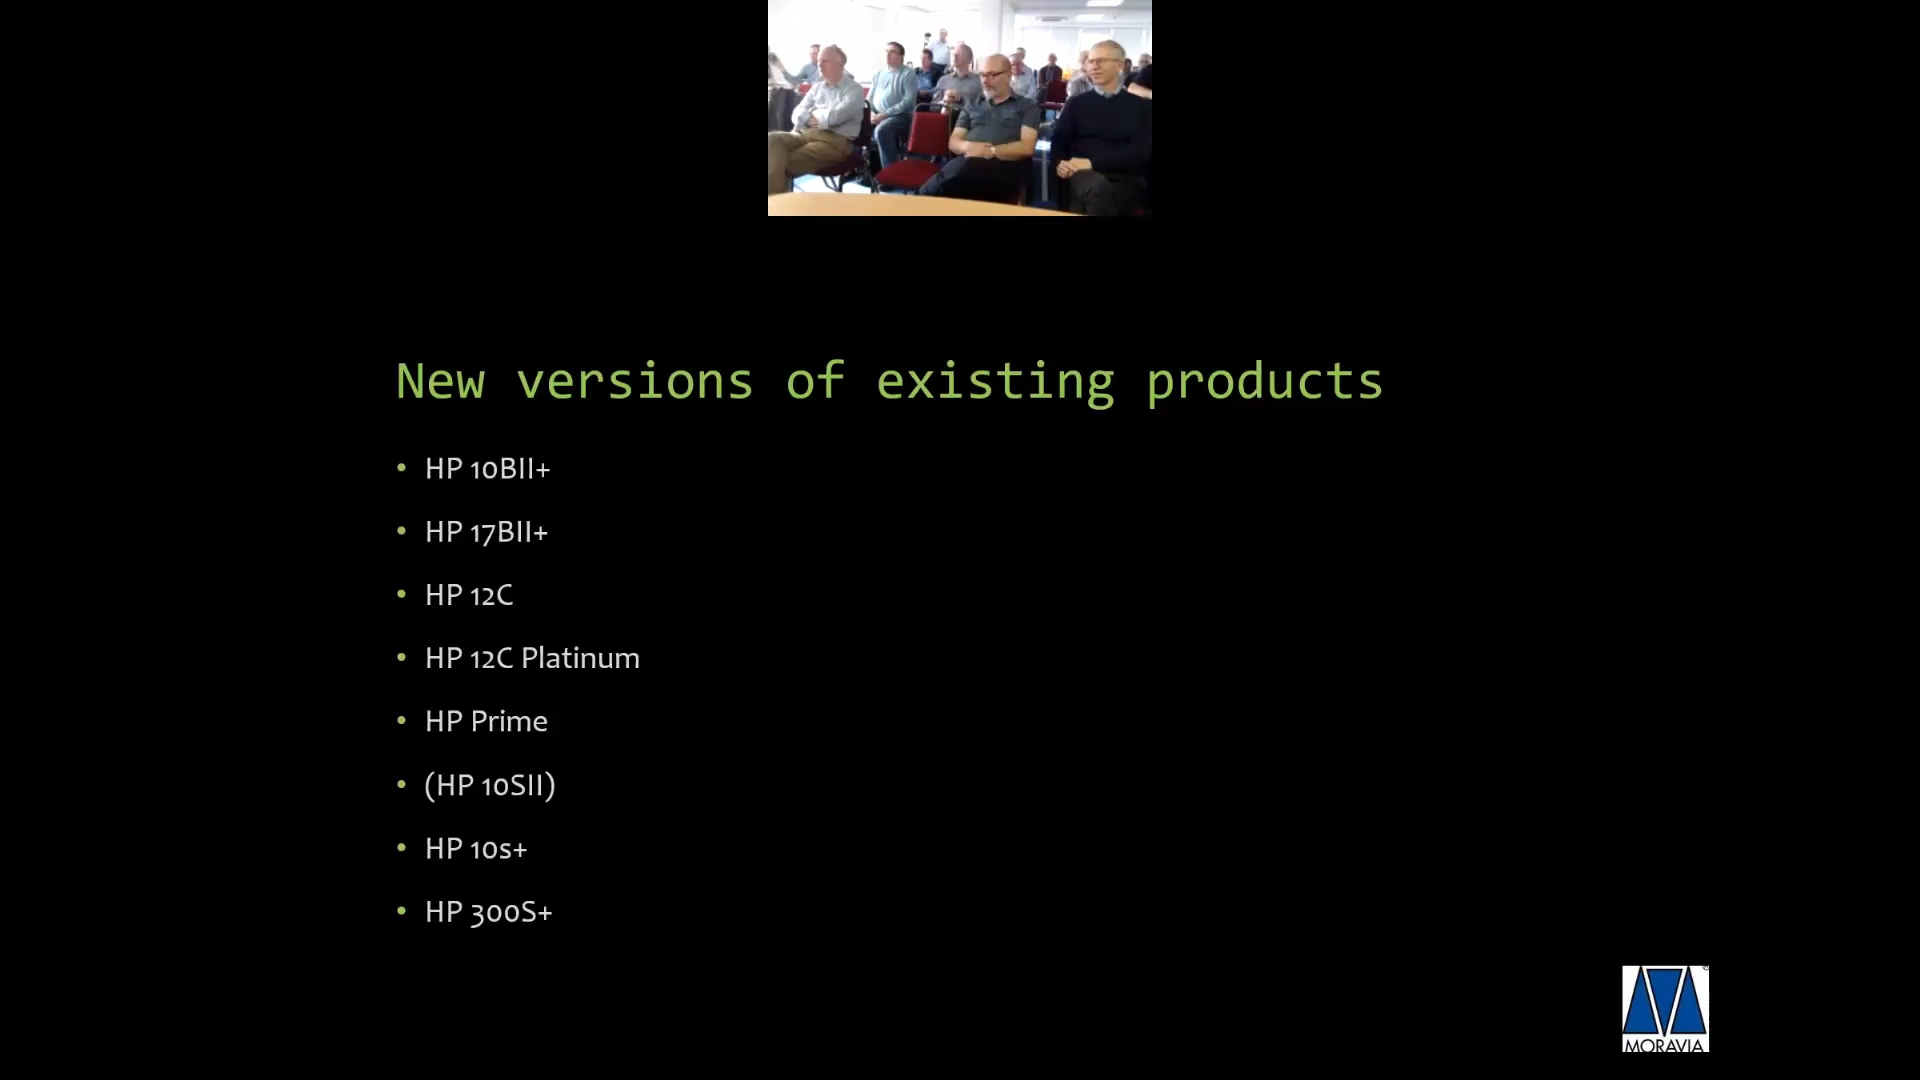 New versions of existing products
• HP 10BII+
• HP 17BII+
• HP 12C
• HP 12C Platinum
• HP Prime
• (HP 10SII)
• HP 10s+
• HP 300S+
MORAVIA